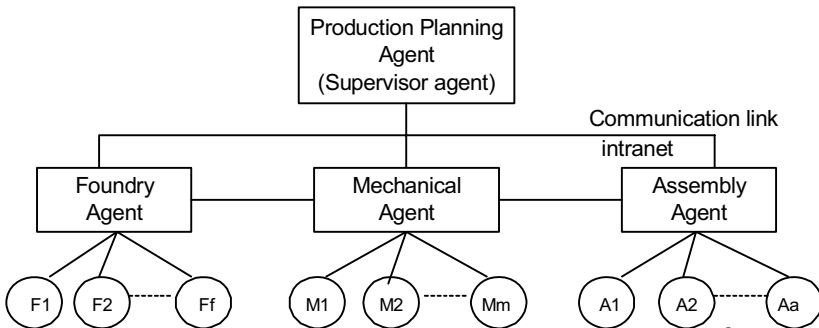 Production Planning
Agent
(Supervisor agent)
Communication link
intranet
Foundry
Agent
Mechanical
Agent
Assembly
Agent
F1
F2
Ff
M1
M2
Mm
A1
A2
Aa